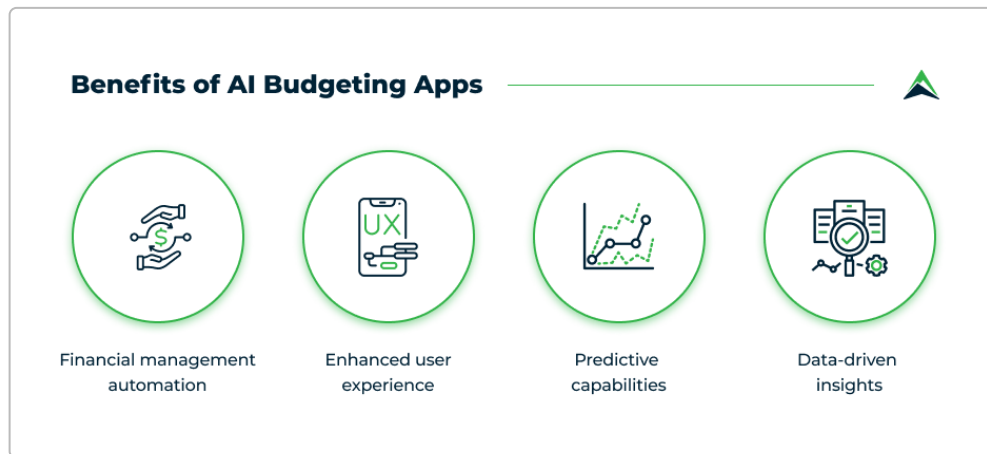 Benefits of AI Budgeting Apps
$
UX
Financial management
automation
Enhanced user
experience
Predictive
capabilities
Data-driven
insights